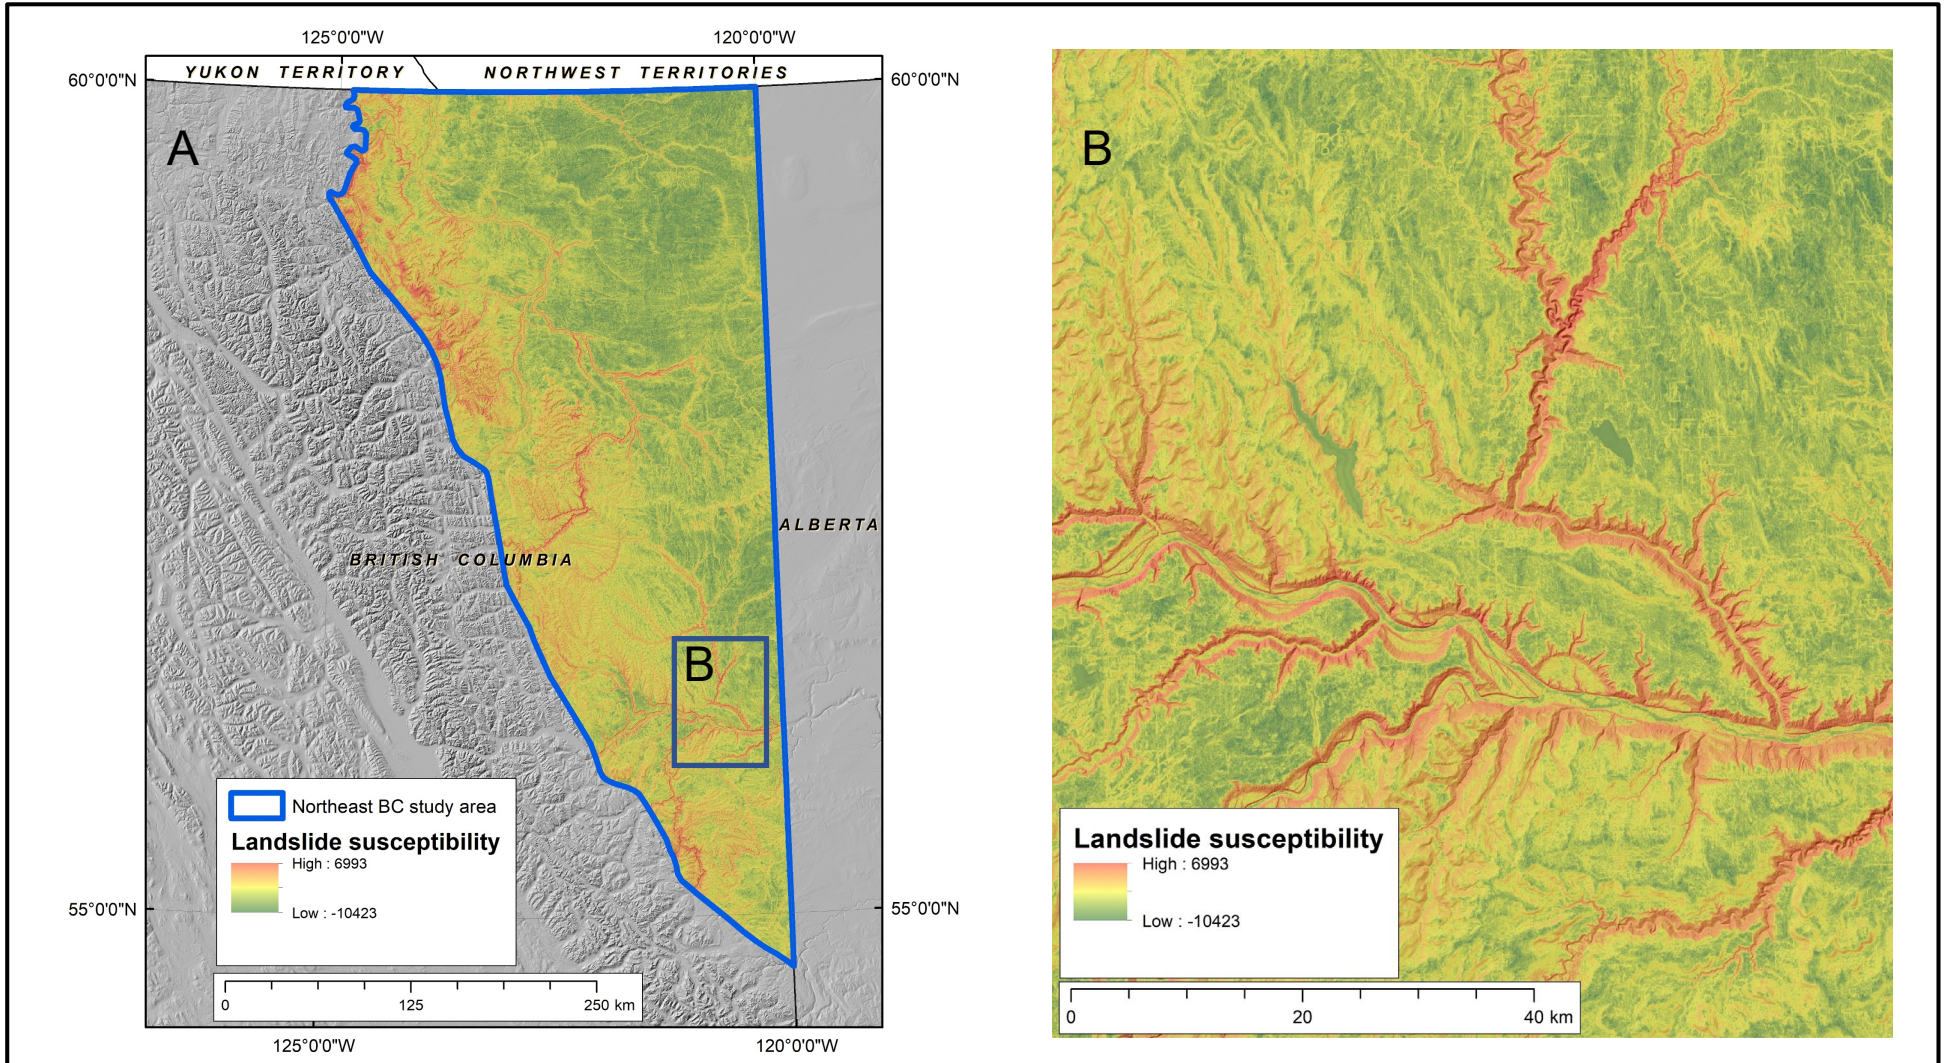 125°0'0"W
120°0'0"W
60°0'0"N
YUKON TERRITORY
NORTHWEST TERRITORIES
60°0'0"N
A
B
ALBERTA
BRITISH COLUMBIA
B
Northeast BC study area
Landslide susceptibility
High : 6993
Low : -10423
55°0'0"N
55°0'0"N
0 125 250 km
125°0'0"W
120°0'0"W
Landslide susceptibility
High : 6993
Low : -10423
0 20 40 km